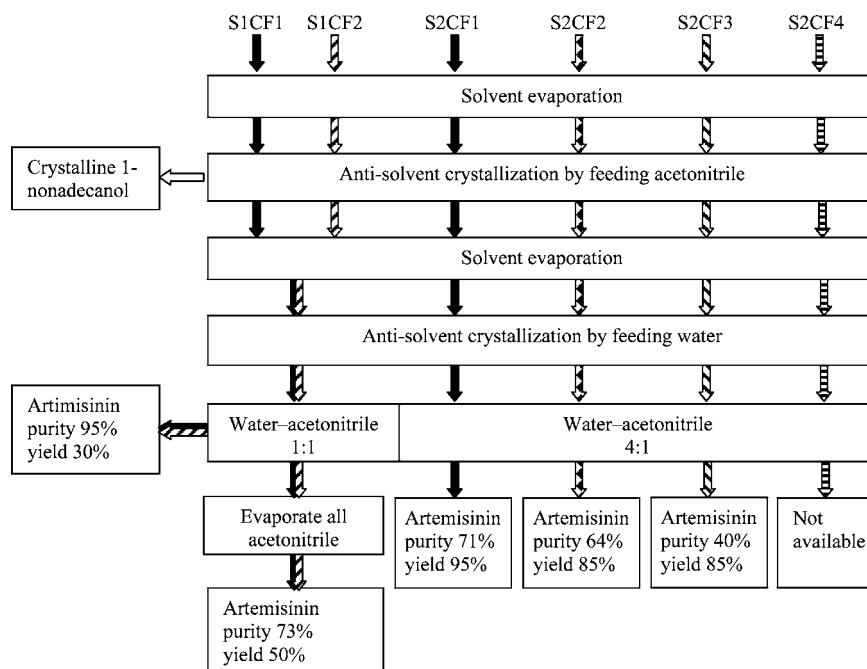 S1CF1 S1CF2 S2CF1 S2CF2 S2CF3 S2CF4
Solvent evaporation
Crystalline 1-
nonadecanol
Anti-solvent crystallization by feeding acetonitrile
Solvent evaporation
Anti-solvent crystallization by feeding water
Artimisinin
purity 95%
yield 30%
Water–acetonitrile
1:1
Water–acetonitrile
4:1
Evaporate all
acetonitrile
Artemisinin
purity 71%
yield 95%
Artemisinin
purity 64%
yield 85%
Artemisinin
purity 40%
yield 85%
Not
available
Artemisinin
purity 73%
yield 50%